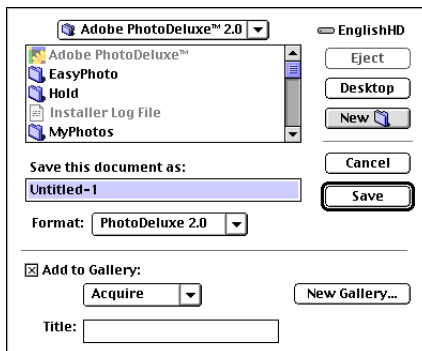 Adobe PhotoDeluxe™ 2.0
EnglishHD
Adobe PhotoDeluxe™
EasyPhoto
Hold
Installer Log File
MyPhotos
Eject
Desktop
New
Save this document as:
Untitled-1
Cancel
Save
Format: PhotoDeluxe 2.0
Add to Gallery:
Acquire
New Gallery...
Title: